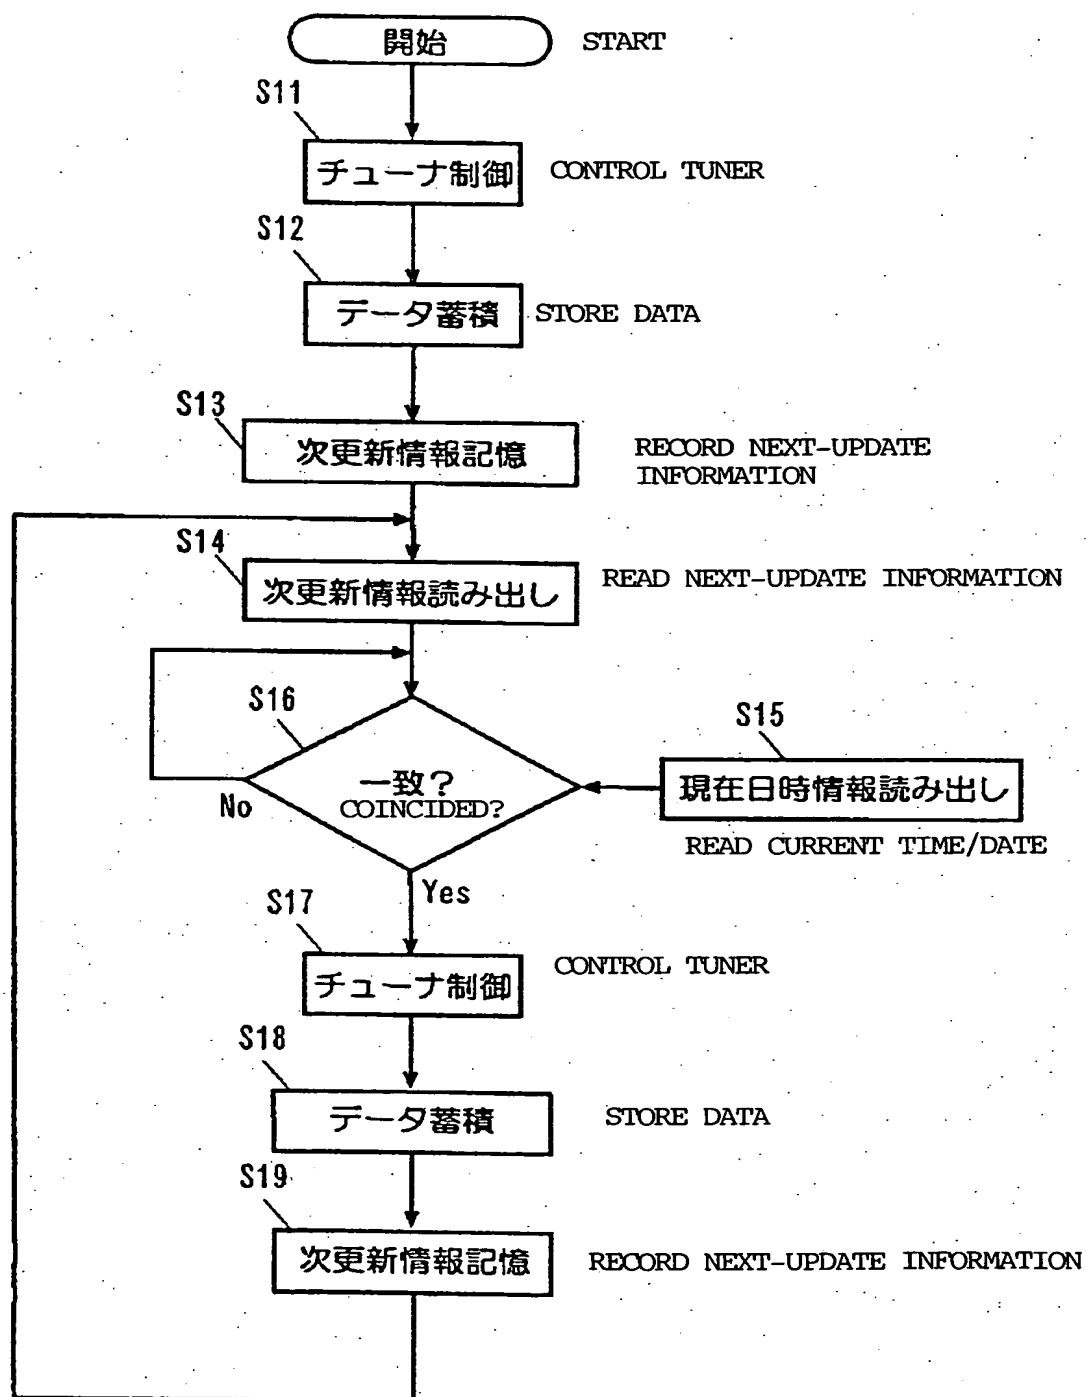 開始 START
S11
チューナ制御 CONTROL TUNER
S12
データ蓄積 STORE DATA
S13
次更新情報記憶 RECORD NEXT-UPDATE
INFORMATION
S14
次更新情報読み出し READ NEXT-UPDATE INFORMATION
S16
一致?
COINCIDED?
No
S15
現在日時情報読み出し
READ CURRENT TIME/DATE
Yes
S17
チューナ制御 CONTROL TUNER
S18
データ蓄積 STORE DATA
S19
次更新情報記憶 RECORD NEXT-UPDATE INFORMATION